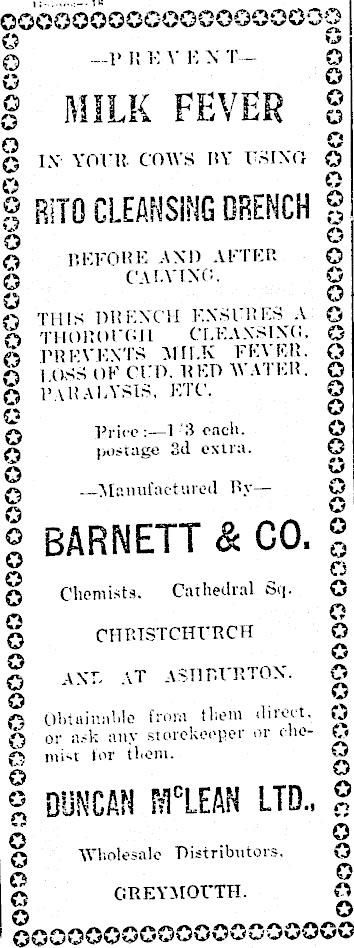 —PREVENT—
MILK FEVER
IN YOUR COWS BY USING
RITO CLEANSING DRENCH
BEFORE AND AFTER
CALVING.
THIS DRENCH ENSURES A
THOROUGH CLEANSING,
PREVENTS MILK FEVER,
LOSS OF CUD, RED WATER,
PARALYSIS, ETC.
Price:—1/3 each,
postage 3d extra.
—Manufactured By—
BARNETT & CO.
Chemists, Cathedral Sq.
CHRISTCHURCH
AND AT ASHBURTON.
Obtainable from them direct,
or ask any storekeeper or che-
mist for them.
DUNCAN McLEAN LTD.,
Wholesale Distributors,
GREYMOUTH.